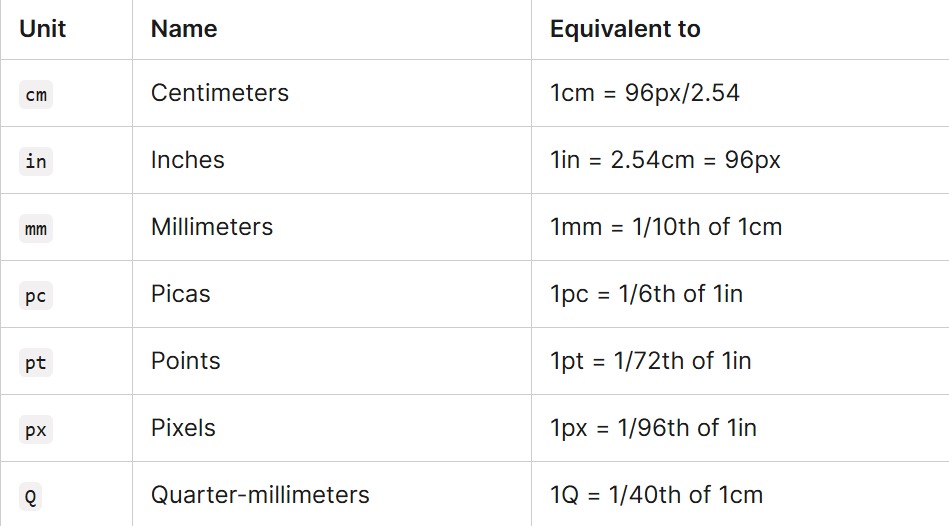 Unit Name Equivalent to
cm Centimeters 1cm = 96px/2.54
in Inches 1in = 2.54cm = 96px
mm Millimeters 1mm = 1/10th of 1cm
pc Picas 1pc = 1/6th of 1in
pt Points 1pt = 1/72th of 1in
px Pixels 1px = 1/96th of 1in
Q Quarter-millimeters 1Q = 1/40th of 1cm